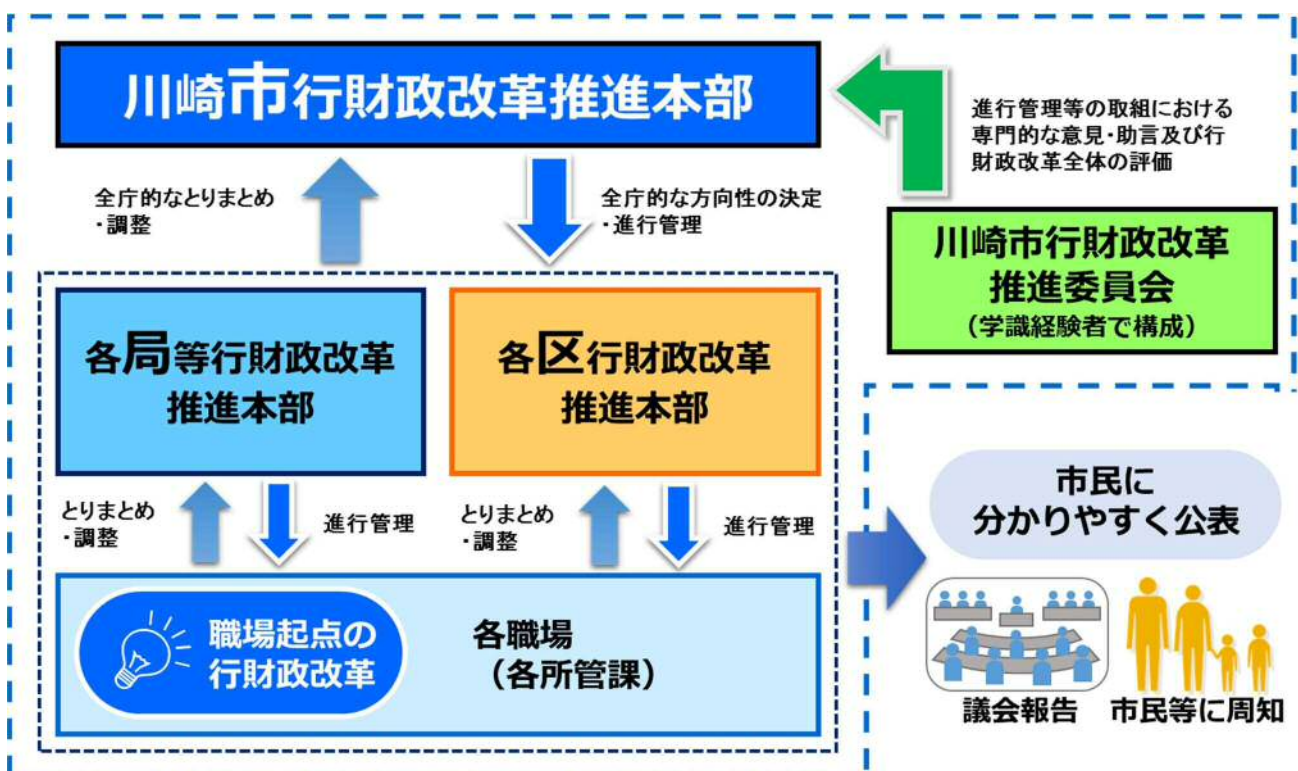 川崎市行財政改革推進本部
進行管理等の取組における
専門的な意見・助言及び行
財政改革全体の評価
全庁的なとりまとめ
・調整
全庁的な方向性の決定
・進行管理
川崎市行財政改革
推進委員会
（学識経験者で構成）
各局等行財政改革
推進本部
各区行財政改革
推進本部
とりまとめ
・調整
進行管理
とりまとめ
・調整
進行管理
職場起点の
行財政改革
各職場
（各所管課）
市民に
分かりやすく公表
議会報告
市民等に周知